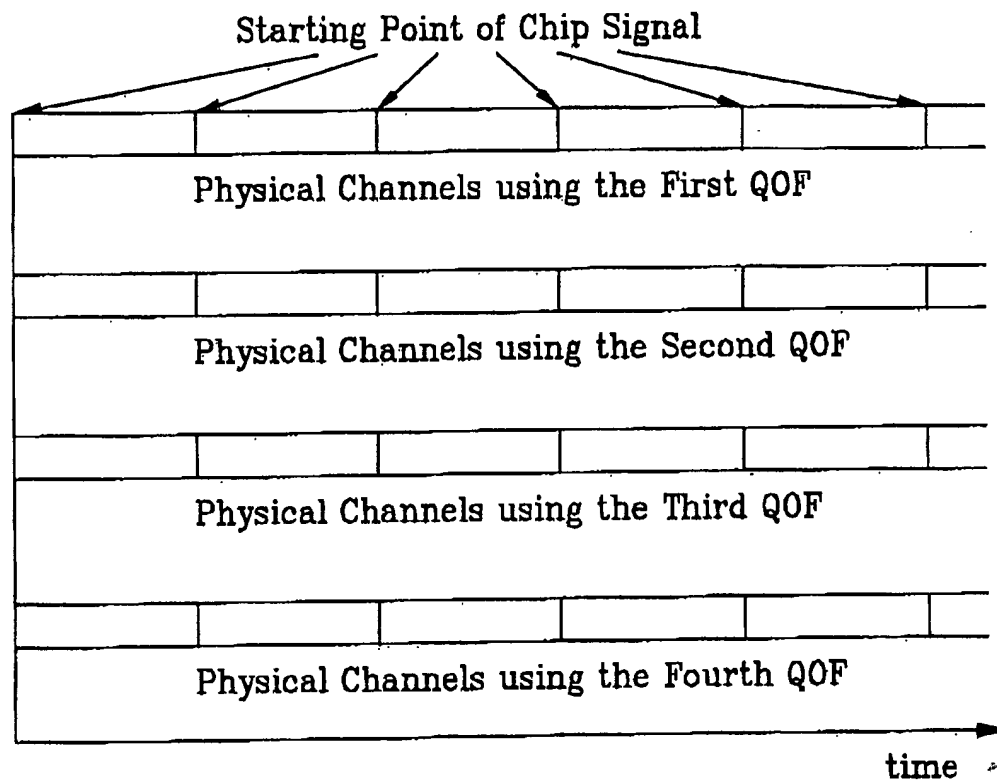 Starting Point of Chip Signal
Physical Channels using the First QOF
Physical Channels using the Second QOF
Physical Channels using the Third QOF
Physical Channels using the Fourth QOF
time